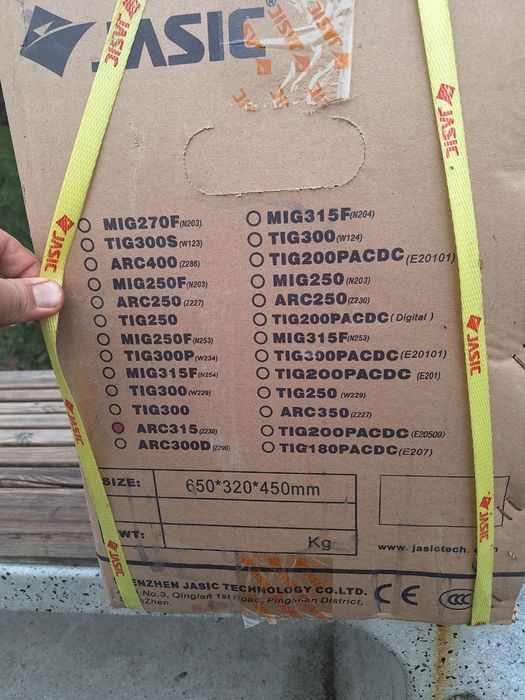 JASIC®
MIG270F(N203)
TIG300S(W123)
ARC400(Z286)
MIG250F(N203)
ARC250(Z227)
TIG250
MIG250F(N253)
TIG300P(W234)
MIG315F(N254)
TIG300(W229)
TIG300
ARC315(Z230)
ARC300D(Z290)
MIG315F(N204)
TIG300(W124)
TIG200PACDC(E20101)
MIG250(N203)
ARC250(Z230)
TIG200PACDC(Digital)
MIG315F(N253)
TIG300PACDC(E20101)
TIG200PACDC(E201)
TIG250(W229)
ARC350(Z227)
TIG200PACDC(E20509)
TIG180PACDC(E207)
SIZE: 650*320*450mm
WT: Kg
www.jasictech.
ENZHEN JASIC TECHNOLOGY CO.LTD.
No.3, Qinglan 1st Road, Pingshan District,
enZhen.
CE CCC
JASIC
JASIC
JASIC
JASIC
JASIC
JASIC
JASIC
JASIC